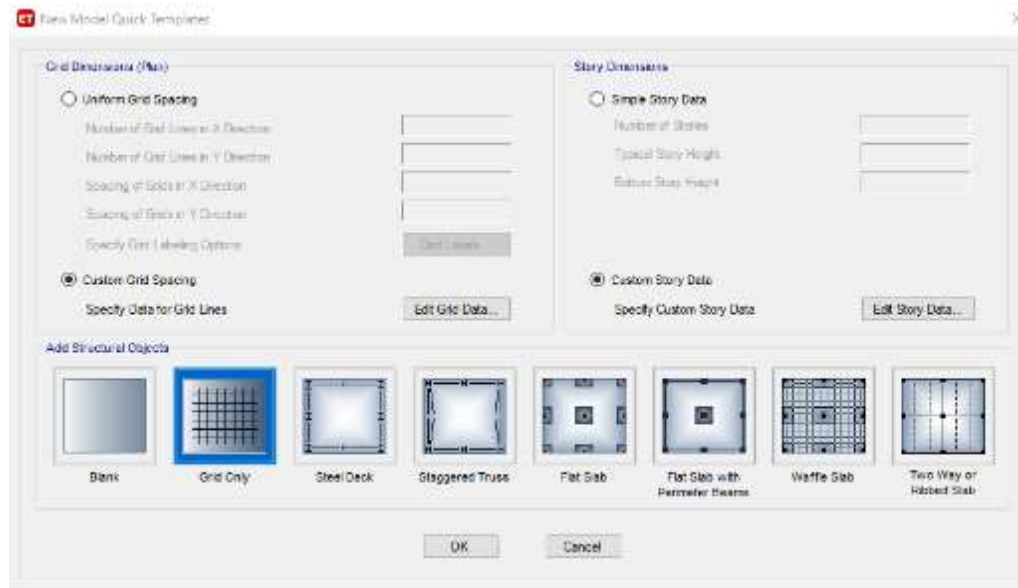 ET New Model Quick Templates
Grid Dimensions (Plan)
Uniform Grid Spacing
Number of Grid Lines in X Direction
Number of Grid Lines in Y Direction
Spacing of Grids in X Direction
Spacing of Grids in Y Direction
Specify Grid Labeling Options
Grid Labels...
Custom Grid Spacing
Specify Data for Grid Lines
Edit Grid Data...
Story Dimensions
Simple Story Data
Number of Stories
Typical Story Height
Bottom Story Height
Custom Story Data
Specify Custom Story Data
Edit Story Data...
Add Structural Objects
Blank
Grid Only
Steel Deck
Staggered Truss
Flat Slab
Flat Slab with
Perimeter Beams
Waffle Slab
Two Way or
Ribbed Slab
OK
Cancel